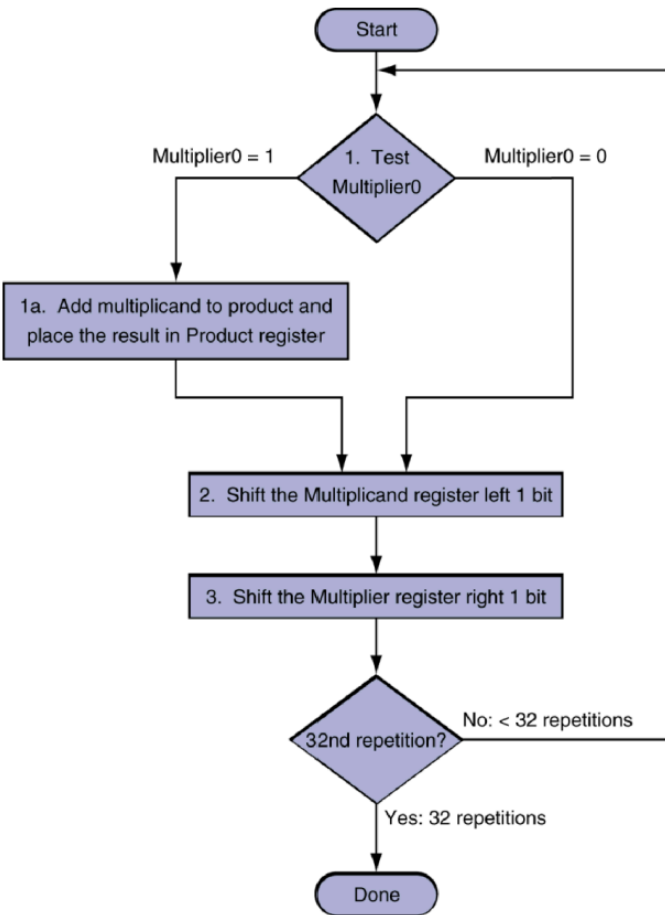 Start
Multiplier0 = 1
1. Test
Multiplier0
Multiplier0 = 0
1a. Add multiplicand to product and
place the result in Product register
2. Shift the Multiplicand register left 1 bit
3. Shift the Multiplier register right 1 bit
32nd repetition?
No: < 32 repetitions
Yes: 32 repetitions
Done